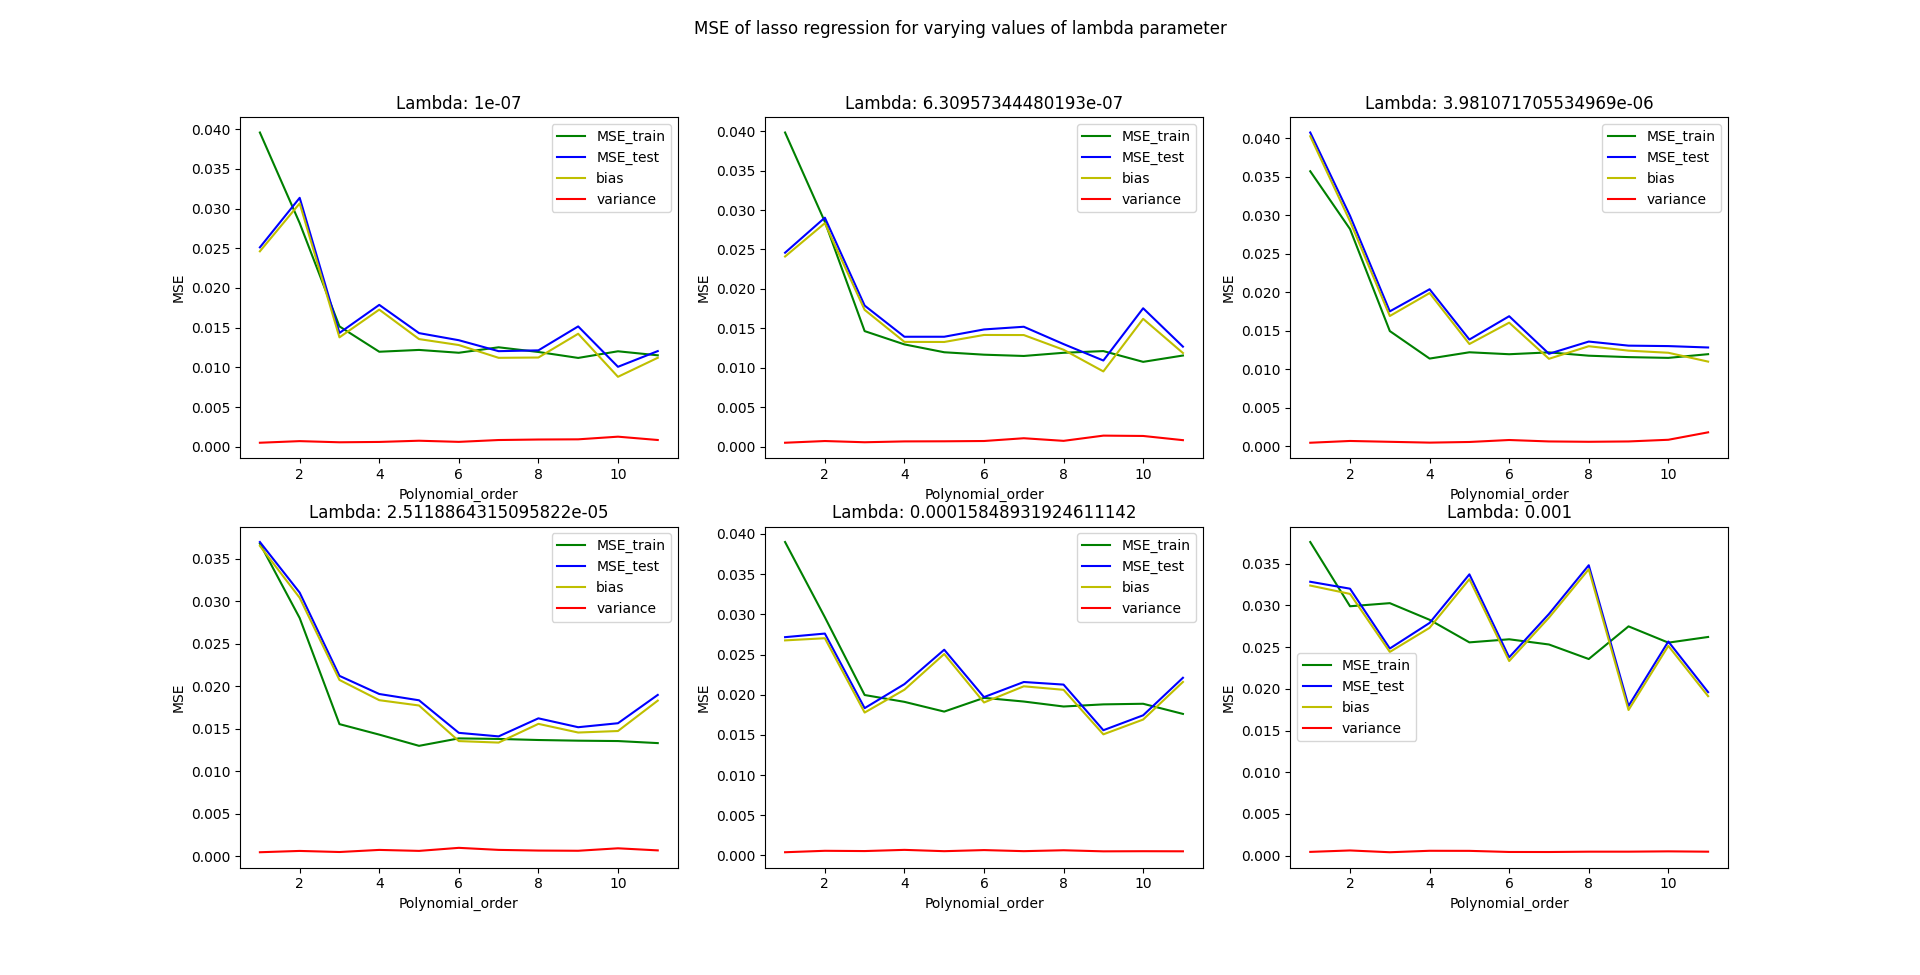 MSE of lasso regression for varying values of lambda parameter
Lambda: 1e-07
0.040
0.035
0.030
0.025
0.020
0.015
0.010
0.005
0.000
MSE
MSE_train
MSE_test
bias
variance
2 4 6 8 10
Polynomial_order
Lambda: 6.30957344480193e-07
0.040
0.035
0.030
0.025
0.020
0.015
0.010
0.005
0.000
MSE
MSE_train
MSE_test
bias
variance
2 4 6 8 10
Polynomial_order
Lambda: 3.981071705534969e-06
0.040
0.035
0.030
0.025
0.020
0.015
0.010
0.005
0.000
MSE
MSE_train
MSE_test
bias
variance
2 4 6 8 10
Polynomial_order
Lambda: 2.5118864315095822e-05
0.035
0.030
0.025
0.020
0.015
0.010
0.005
0.000
MSE
MSE_train
MSE_test
bias
variance
2 4 6 8 10
Polynomial_order
Lambda: 0.00015848931924611142
0.040
0.035
0.030
0.025
0.020
0.015
0.010
0.005
0.000
MSE
MSE_train
MSE_test
bias
variance
2 4 6 8 10
Polynomial_order
Lambda: 0.001
0.035
0.030
0.025
0.020
0.015
0.010
0.005
0.000
MSE
MSE_train
MSE_test
bias
variance
2 4 6 8 10
Polynomial_order